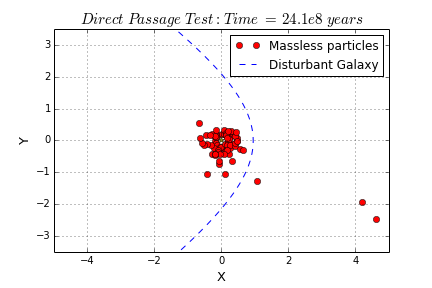 Direct Passage Test: Time = 24.1e8 years
Massless particles
Disturbant Galaxy
3
2
1
0
−1
−2
−3
Y
−4
−2
0
2
4
X